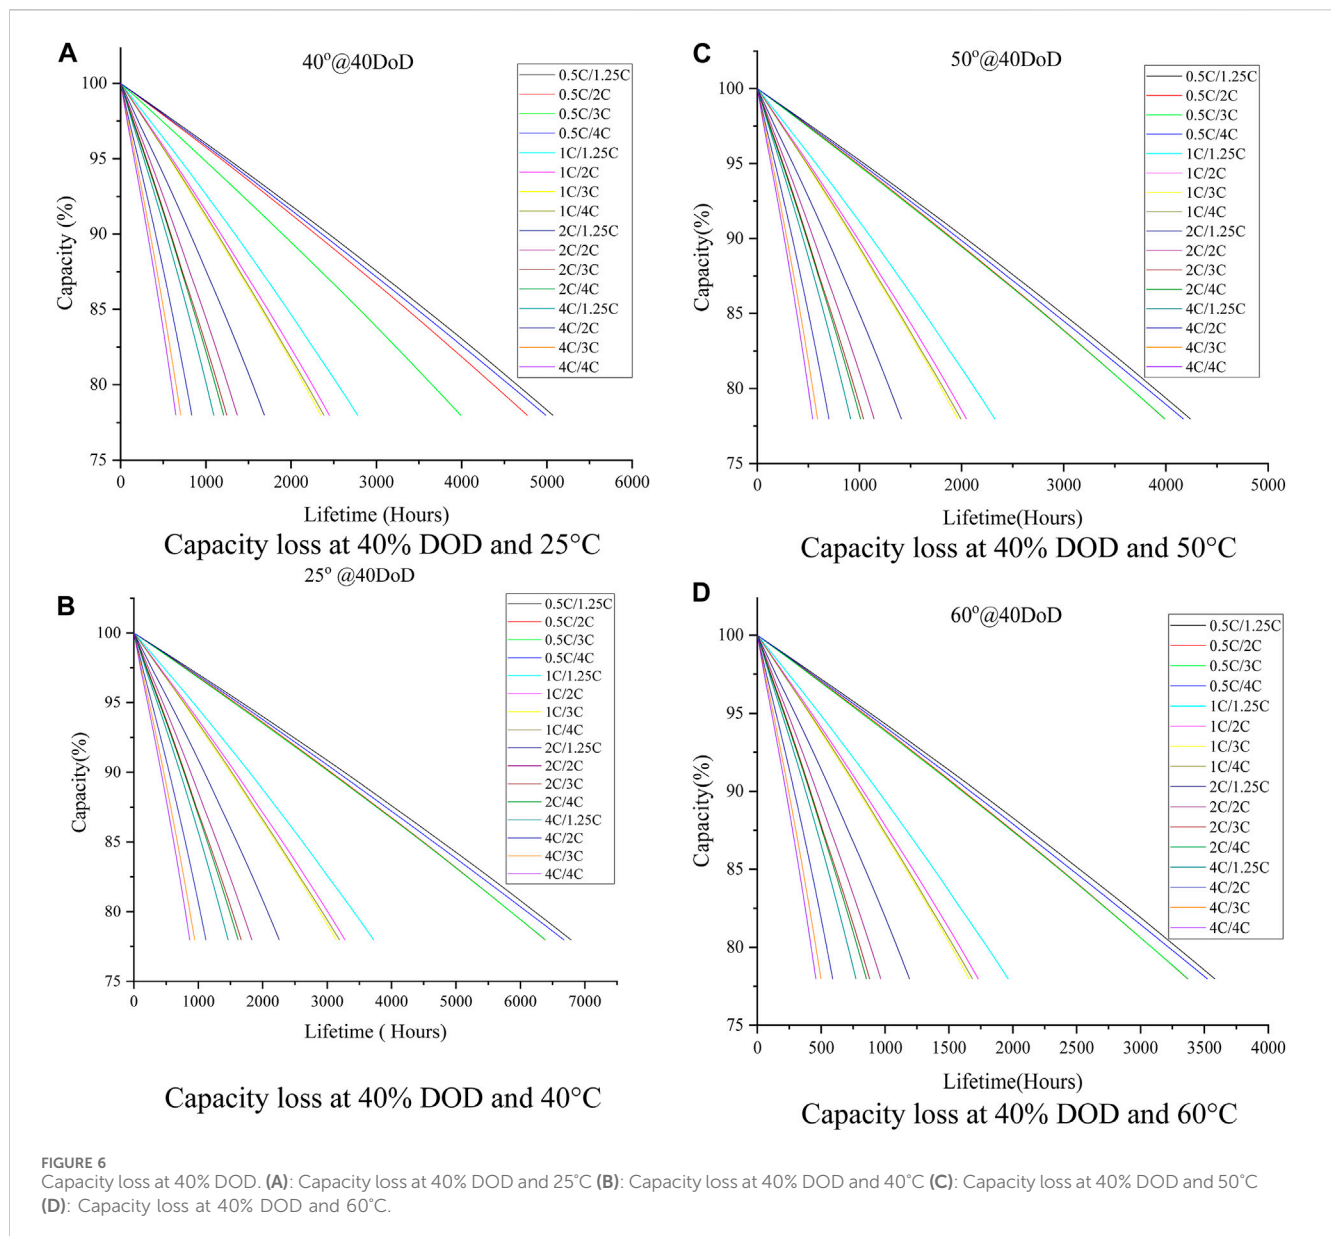 A
40°@40DoD
100
95
90
85
80
75
Capacity (%)
0 1000 2000 3000 4000 5000 6000
Lifetime (Hours)
0.5C/1.25C
0.5C/2C
0.5C/3C
0.5C/4C
1C/1.25C
1C/2C
1C/3C
1C/4C
2C/1.25C
2C/2C
2C/3C
2C/4C
4C/1.25C
4C/2C
4C/3C
4C/4C
Capacity loss at 40% DOD and 25°C
B
25° @40DoD
100
95
90
85
80
75
Capacity(%)
0 1000 2000 3000 4000 5000 6000 7000
Lifetime ( Hours)
0.5C/1.25C
0.5C/2C
0.5C/3C
0.5C/4C
1C/1.25C
1C/2C
1C/3C
1C/4C
2C/1.25C
2C/2C
2C/3C
2C/4C
4C/1.25C
4C/2C
4C/3C
4C/4C
Capacity loss at 40% DOD and 40°C
C
50°@40DoD
100
95
90
85
80
75
Capacity(%)
0 1000 2000 3000 4000 5000
Lifetime(Hours)
0.5C/1.25C
0.5C/2C
0.5C/3C
0.5C/4C
1C/1.25C
1C/2C
1C/3C
1C/4C
2C/1.25C
2C/2C
2C/3C
2C/4C
4C/1.25C
4C/2C
4C/3C
4C/4C
Capacity loss at 40% DOD and 50°C
D
60°@40DoD
100
95
90
85
80
75
Capacity(%)
0 500 1000 1500 2000 2500 3000 3500 4000
Lifetime(Hours)
0.5C/1.25C
0.5C/2C
0.5C/3C
0.5C/4C
1C/1.25C
1C/2C
1C/3C
1C/4C
2C/1.25C
2C/2C
2C/3C
2C/4C
4C/1.25C
4C/2C
4C/3C
4C/4C
Capacity loss at 40% DOD and 60°C
FIGURE 6
Capacity loss at 40% DOD. (A): Capacity loss at 40% DOD and 25°C (B): Capacity loss at 40% DOD and 40°C (C): Capacity loss at 40% DOD and 50°C
(D): Capacity loss at 40% DOD and 60°C.